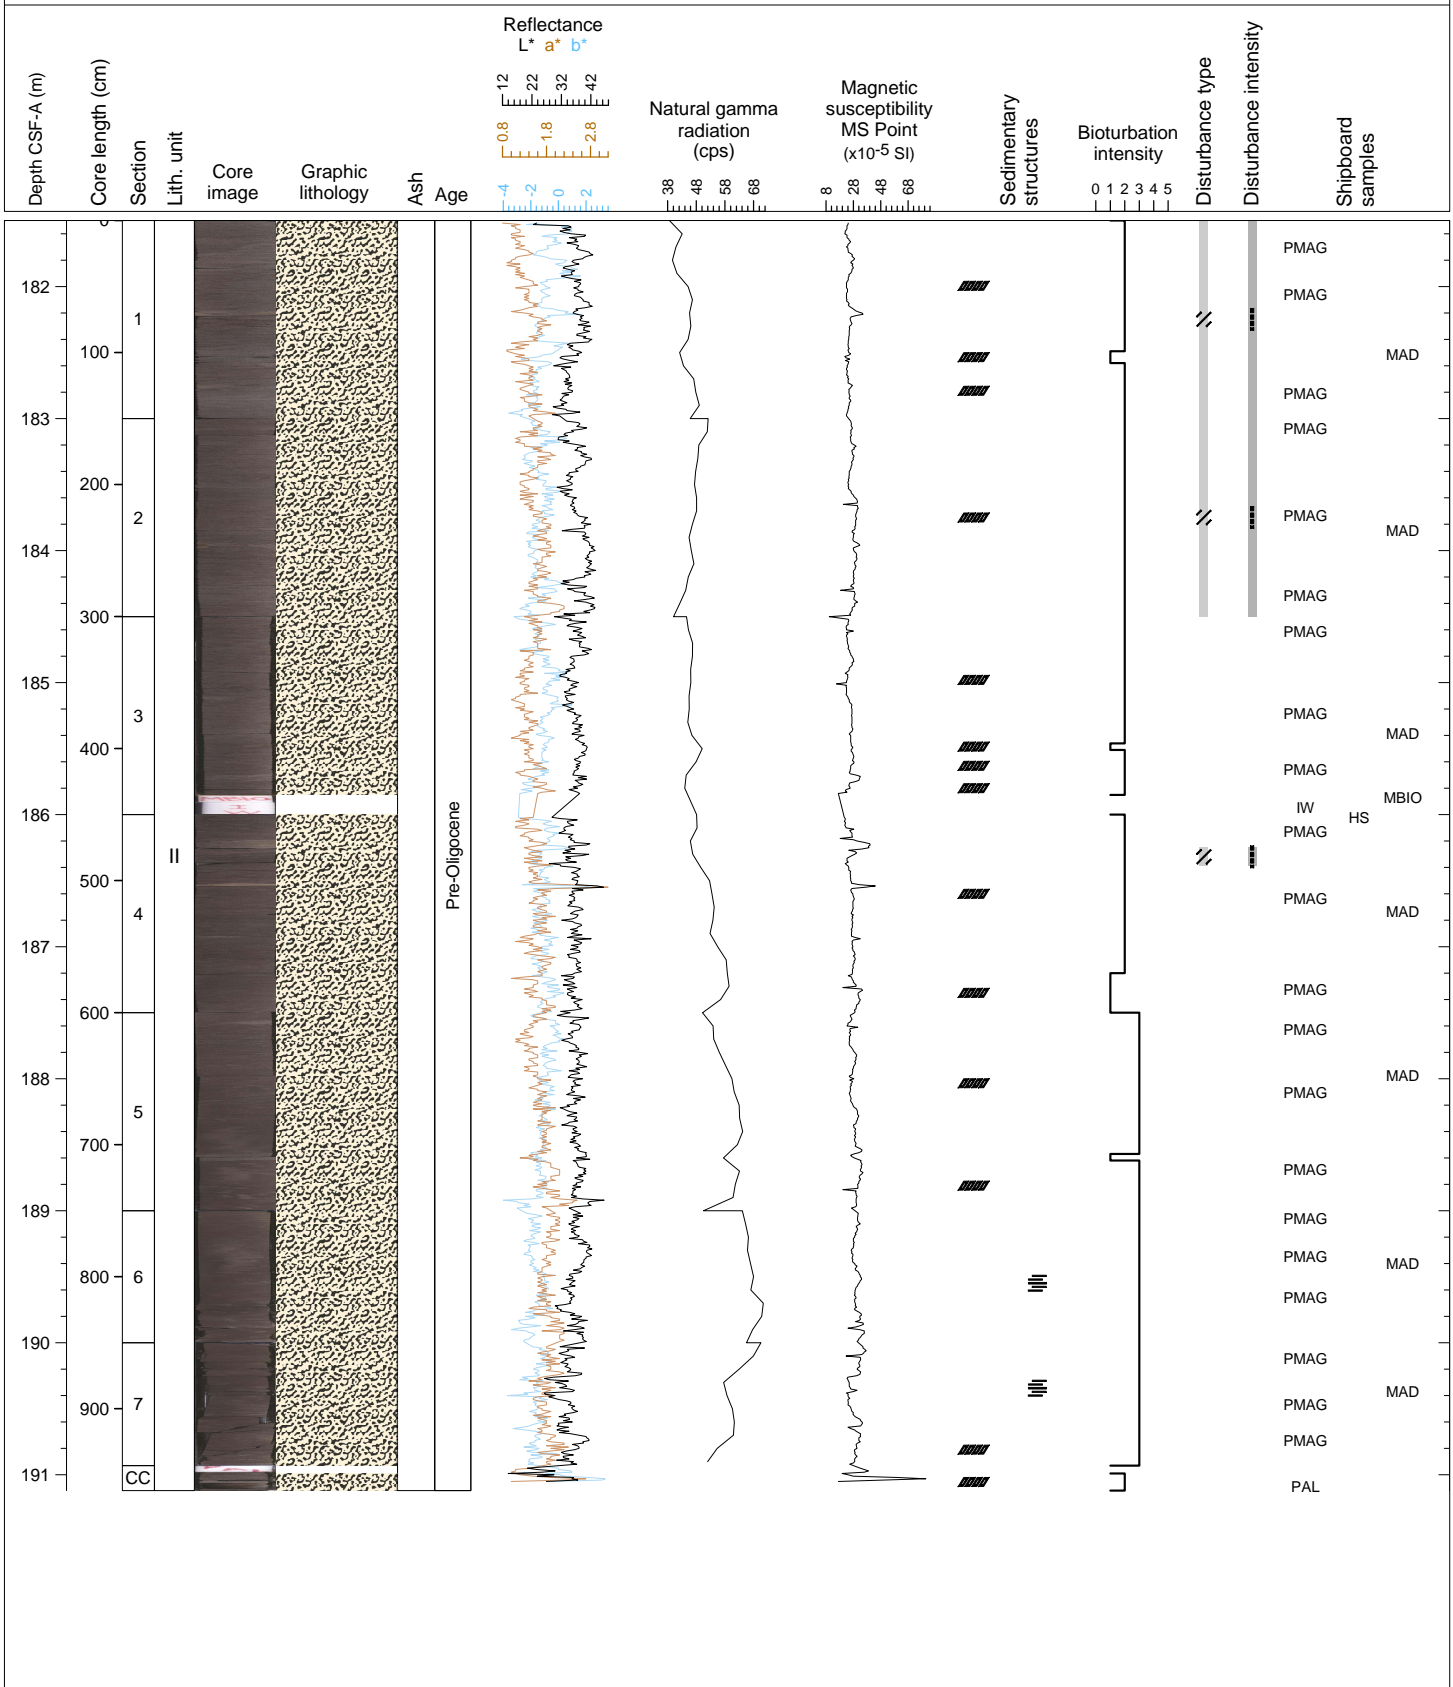 Reflectance
L* a* b*
12 22 32 42
0.8 1.8 2.8
-4 -2 0 2
Depth CSF-A (m)
Core length (cm)
Section
Lith. unit
Core
image
Graphic
lithology
Ash
Age
Natural gamma
radiation
(cps)
38 48 58 68
Magnetic
susceptibility
MS Point
(x10-5 SI)
8 28 48 68
Sedimentary
structures
Bioturbation
intensity
0 1 2 3 4 5
Disturbance type
Disturbance intensity
Shipboard
samples
0
PMAG
182
PMAG
1
100
MAD
PMAG
183
PMAG
200
2
PMAG
MAD
184
PMAG
300
PMAG
185
3
PMAG
MAD
400
PMAG
MBIO
IW
MBIO
186
IW
HS
PMAG
II
Pre-Oligocene
500
PMAG
4
MAD
187
PMAG
600
PMAG
188
MAD
PMAG
5
700
PMAG
189
PMAG
PMAG
MAD
800
6
PMAG
190
PMAG
MAD
900
7
PMAG
PMAG
191
CC
PAL